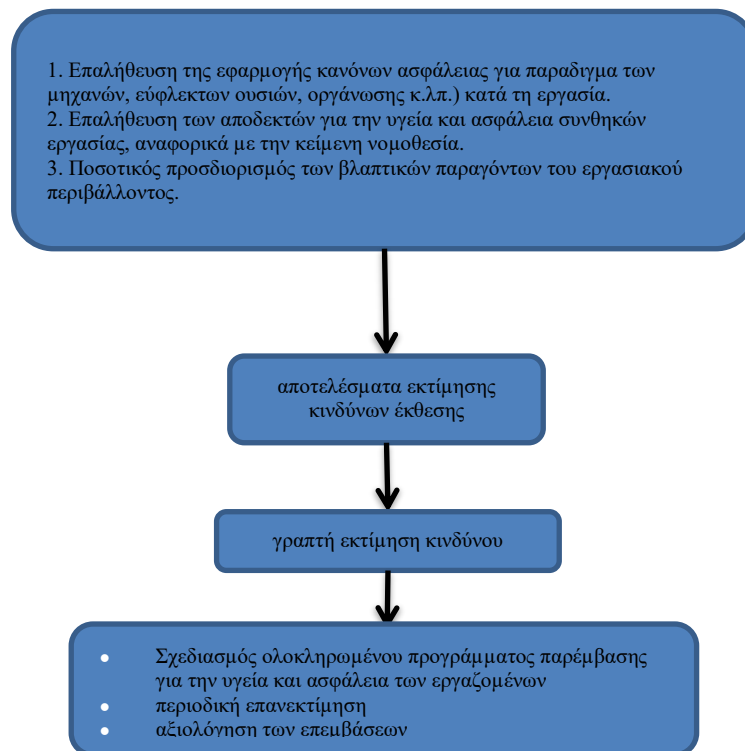 1. Επαλήθευση της εφαρμογής κανόνων ασφάλειας για παραδιγμα των
μηχανών, εύφλεκτων ουσιών, οργάνωσης κ.λπ.) κατά τη εργασία.
2. Επαλήθευση των αποδεκτών για την υγεία και ασφάλεια συνθηκών
εργασίας, αναφορικά με την κείμενη νομοθεσία.
3. Ποσοτικός προσδιορισμός των βλαπτικών παραγόντων του εργασιακού
περιβάλλοντος.
αποτελέσματα εκτίμησης
κινδύνων έκθεσης
γραπτή εκτίμηση κινδύνου
• Σχεδιασμός ολοκληρωμένου προγράμματος παρέμβασης
για την υγεία και ασφάλεια των εργαζομένων
• περιοδική επανεκτίμηση
• αξιολόγηση των επεμβάσεων